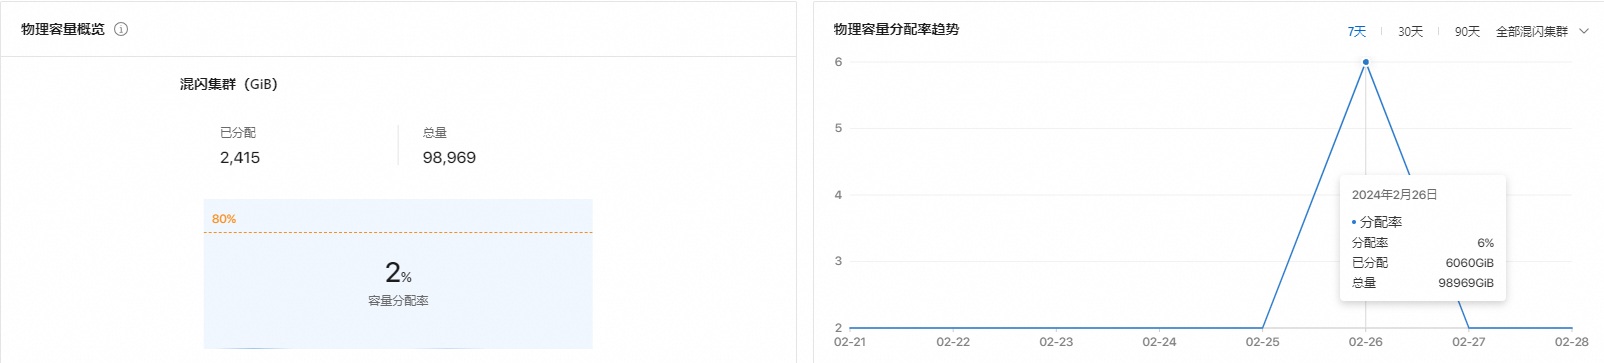 物理容量概览
混闪集群（GiB）
已分配
2,415
总量
98,969
80%
2%
容量分配率
物理容量分配率趋势
7天
30天
90天
全部混闪集群
6
5
4
3
2
02-21
02-22
02-23
02-24
02-25
02-26
02-27
02-28
2024年2月26日
分配率
分配率 6%
已分配 6060GiB
总量 98969GiB